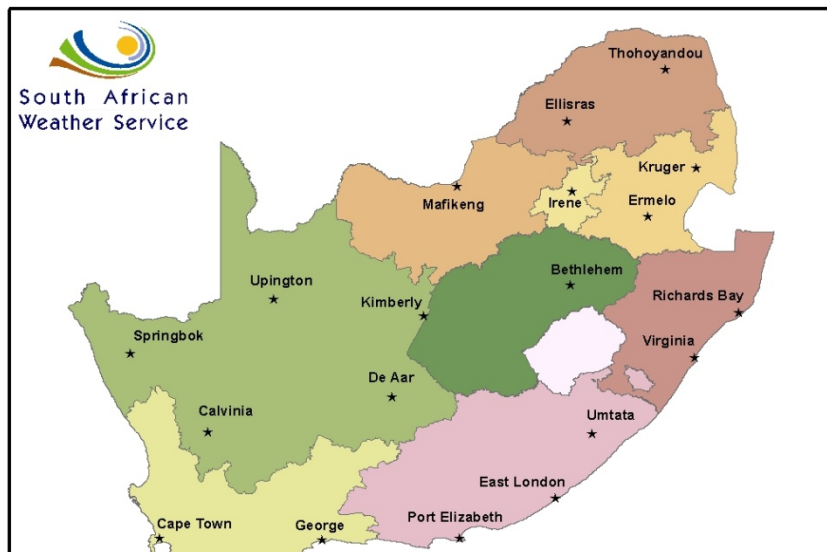 South African
Weather Service
Thohoyandou
Ellisras
Kruger
Mafikeng
Irene
Ermelo
Bethlehem
Upington
Kimberly
Richards Bay
Springbok
Virginia
De Aar
Calvinia
Umtata
East London
Cape Town
George
Port Elizabeth